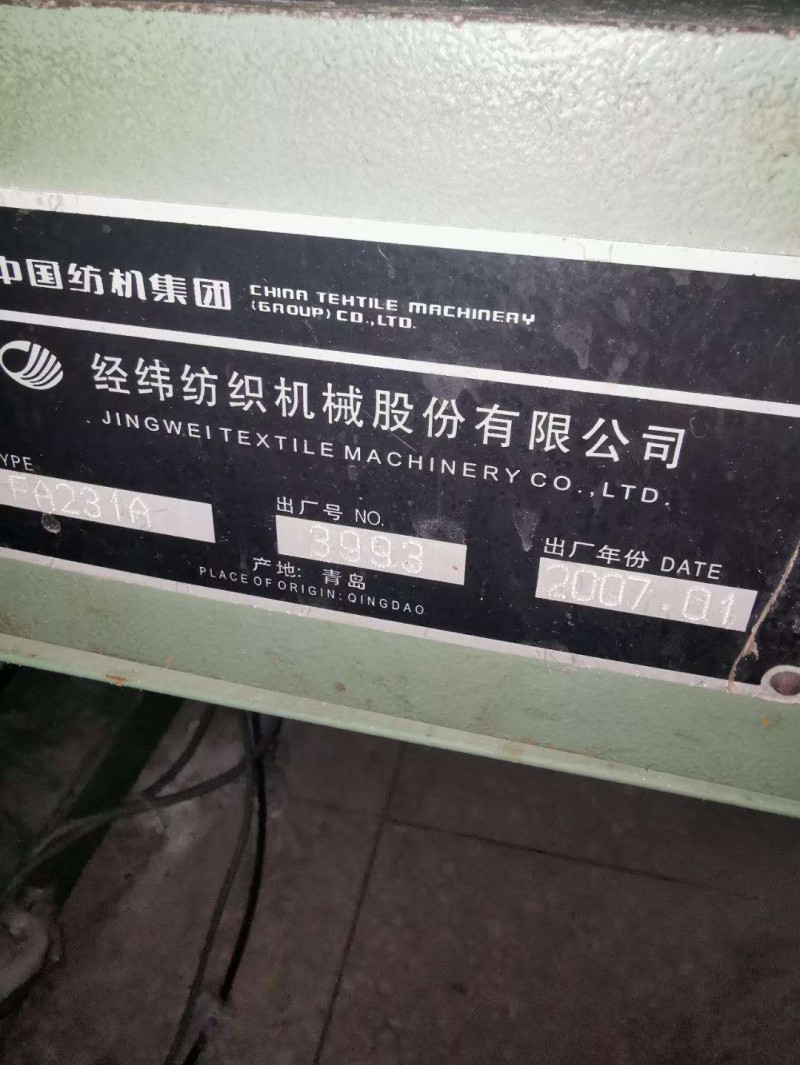 中国纺机集团 CHINA TEXTILE MACHINERY
(GROUP) CO.,LTD.
经纬纺织机械股份有限公司
JINGWEI TEXTILE MACHINERY CO.,LTD.
YPE
FA231A
出厂号 NO.
3993
出厂年份 DATE
2007.01
产地: 青岛
PLACE OF ORIGIN: QINGDAO